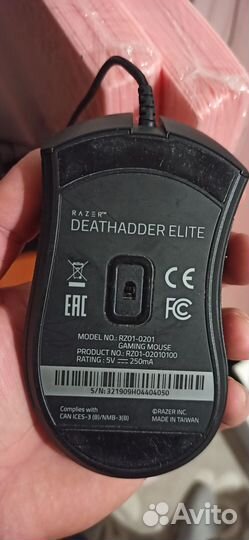 RAZER™
DEATHADDER ELITE
CE
EAC
FC
MODEL NO.: RZ01-0201
GAMING MOUSE
PRODUCT NO.: RZ01-02010100
RATING: 5V ⎓ 250mA
S/N: 321909H04404050
Complies with
CAN ICES-3 (B)/NMB-3(B)
©RAZER INC.
MADE IN TAIWAN
Avito